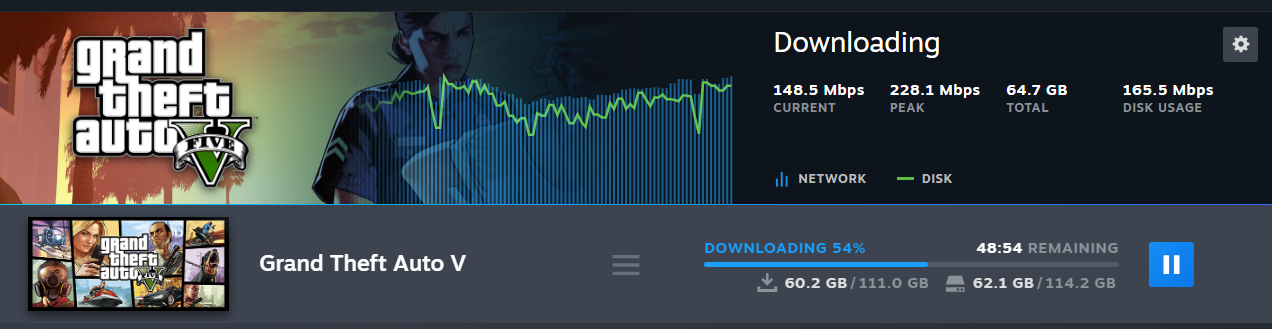 grand
theft
auto
FIVE
V
Downloading
148.5 Mbps 228.1 Mbps 64.7 GB 165.5 Mbps
CURRENT PEAK TOTAL DISK USAGE
NETWORK DISK
grand
theft
auto
V
Grand Theft Auto V
DOWNLOADING 54% 48:54 REMAINING
60.2 GB / 111.0 GB 62.1 GB / 114.2 GB